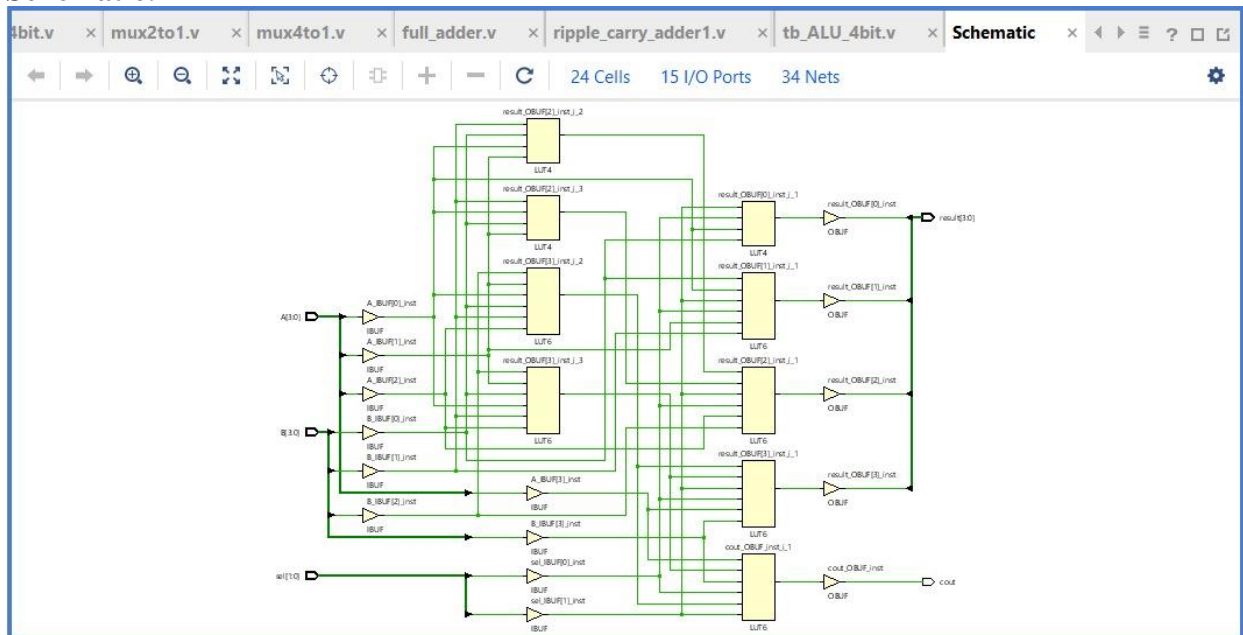 4bit.v × mux2to1.v × mux4to1.v × full_adder.v × ripple_carry_adder1.v × tb_ALU_4bit.v × Schematic ×
24 Cells 15 I/O Ports 34 Nets
result_OBUF[2]_inst_i_2
LUT4
result_OBUF[2]_inst_i_3
LUT4
result_OBUF[3]_inst_i_2
LUT6
result_OBUF[3]_inst_i_3
LUT6
A[3:0]
A_IBUF[0]_inst
IBUF
A_IBUF[1]_inst
IBUF
A_IBUF[2]_inst
IBUF
B[3:0]
B_IBUF[0]_inst
IBUF
B_IBUF[1]_inst
IBUF
B_IBUF[2]_inst
IBUF
A_IBUF[3]_inst
IBUF
B_IBUF[3]_inst
IBUF
sel[1:0]
sel_IBUF[0]_inst
IBUF
sel_IBUF[1]_inst
IBUF
result_OBUF[0]_inst_i_1
LUT4
result_OBUF[1]_inst_i_1
LUT6
result_OBUF[2]_inst_i_1
LUT6
result_OBUF[3]_inst_i_1
LUT6
cout_OBUF_inst_i_1
LUT6
result_OBUF[0]_inst
OBUF
result[3:0]
result_OBUF[1]_inst
OBUF
result_OBUF[2]_inst
OBUF
result_OBUF[3]_inst
OBUF
cout_OBUF_inst
OBUF
cout